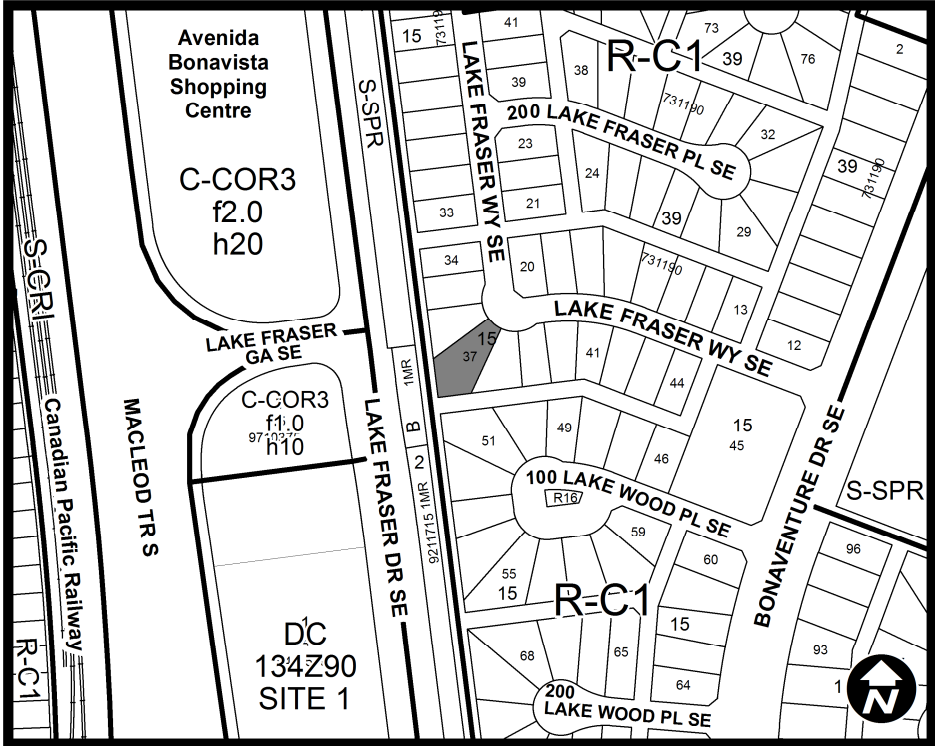 Avenida
Bonavista
Shopping
Centre
C-COR3
f2.0
h20
S-SPR
15
41
39
LAKE FRASER WY SE
38
R-C1
73
39
76
2
731190
200 LAKE FRASER PL SE
32
23
24
21
39
29
39
731190
33
34
20
731190
13
12
S-CRI
LAKE FRASER
GA SE
LAKE FRASER WY SE
15
37
41
44
1MR
C-COR3
f1.0
h10
B
2
51
49
46
15
45
MACLEOD TR S
Canadian Pacific Railway
LAKE FRASER DR SE
9211715 1MR
100 LAKE WOOD PL SE
R16
59
60
BONAVENTURE DR SE
S-SPR
96
55
15
R-C1
15
DC
134Z90
SITE 1
68
65
64
93
1
R-C1
200
LAKE WOOD PL SE
N